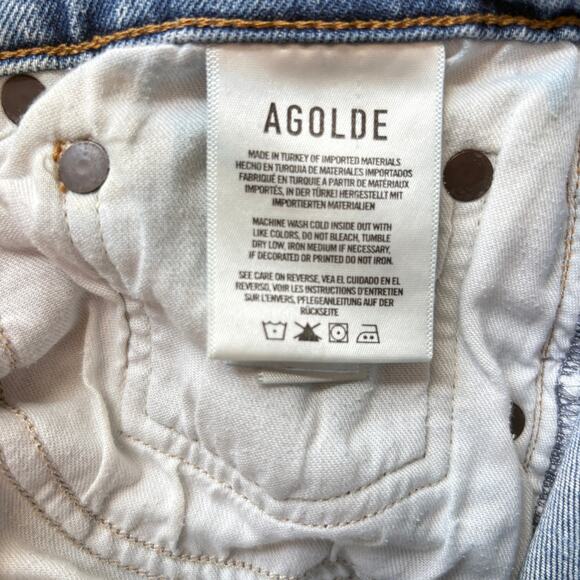 AGOLDE
MADE IN TURKEY OF IMPORTED MATERIALS
HECHO EN TURQUIA DE MATERIALES IMPORTADOS
FABRIQUÉ EN TURQUIE A PARTIR DE MATÉRIAUX
IMPORTÉS, IN DER TÜRKEI HERGESTELLT MIT
IMPORTIERTEN MATERIALIEN
MACHINE WASH COLD INSIDE OUT WITH
LIKE COLORS, DO NOT BLEACH, TUMBLE
DRY LOW, IRON MEDIUM IF NECESSARY,
IF DECORATED OR PRINTED DO NOT IRON.
SEE CARE ON REVERSE, VEA EL CUIDADO EN EL
REVERSO, VOIR LES INSTRUCTIONS D'ENTRETIEN
SUR L'ENVERS, PFLEGEANLEITUNG AUF DER
RÜCKSEITE